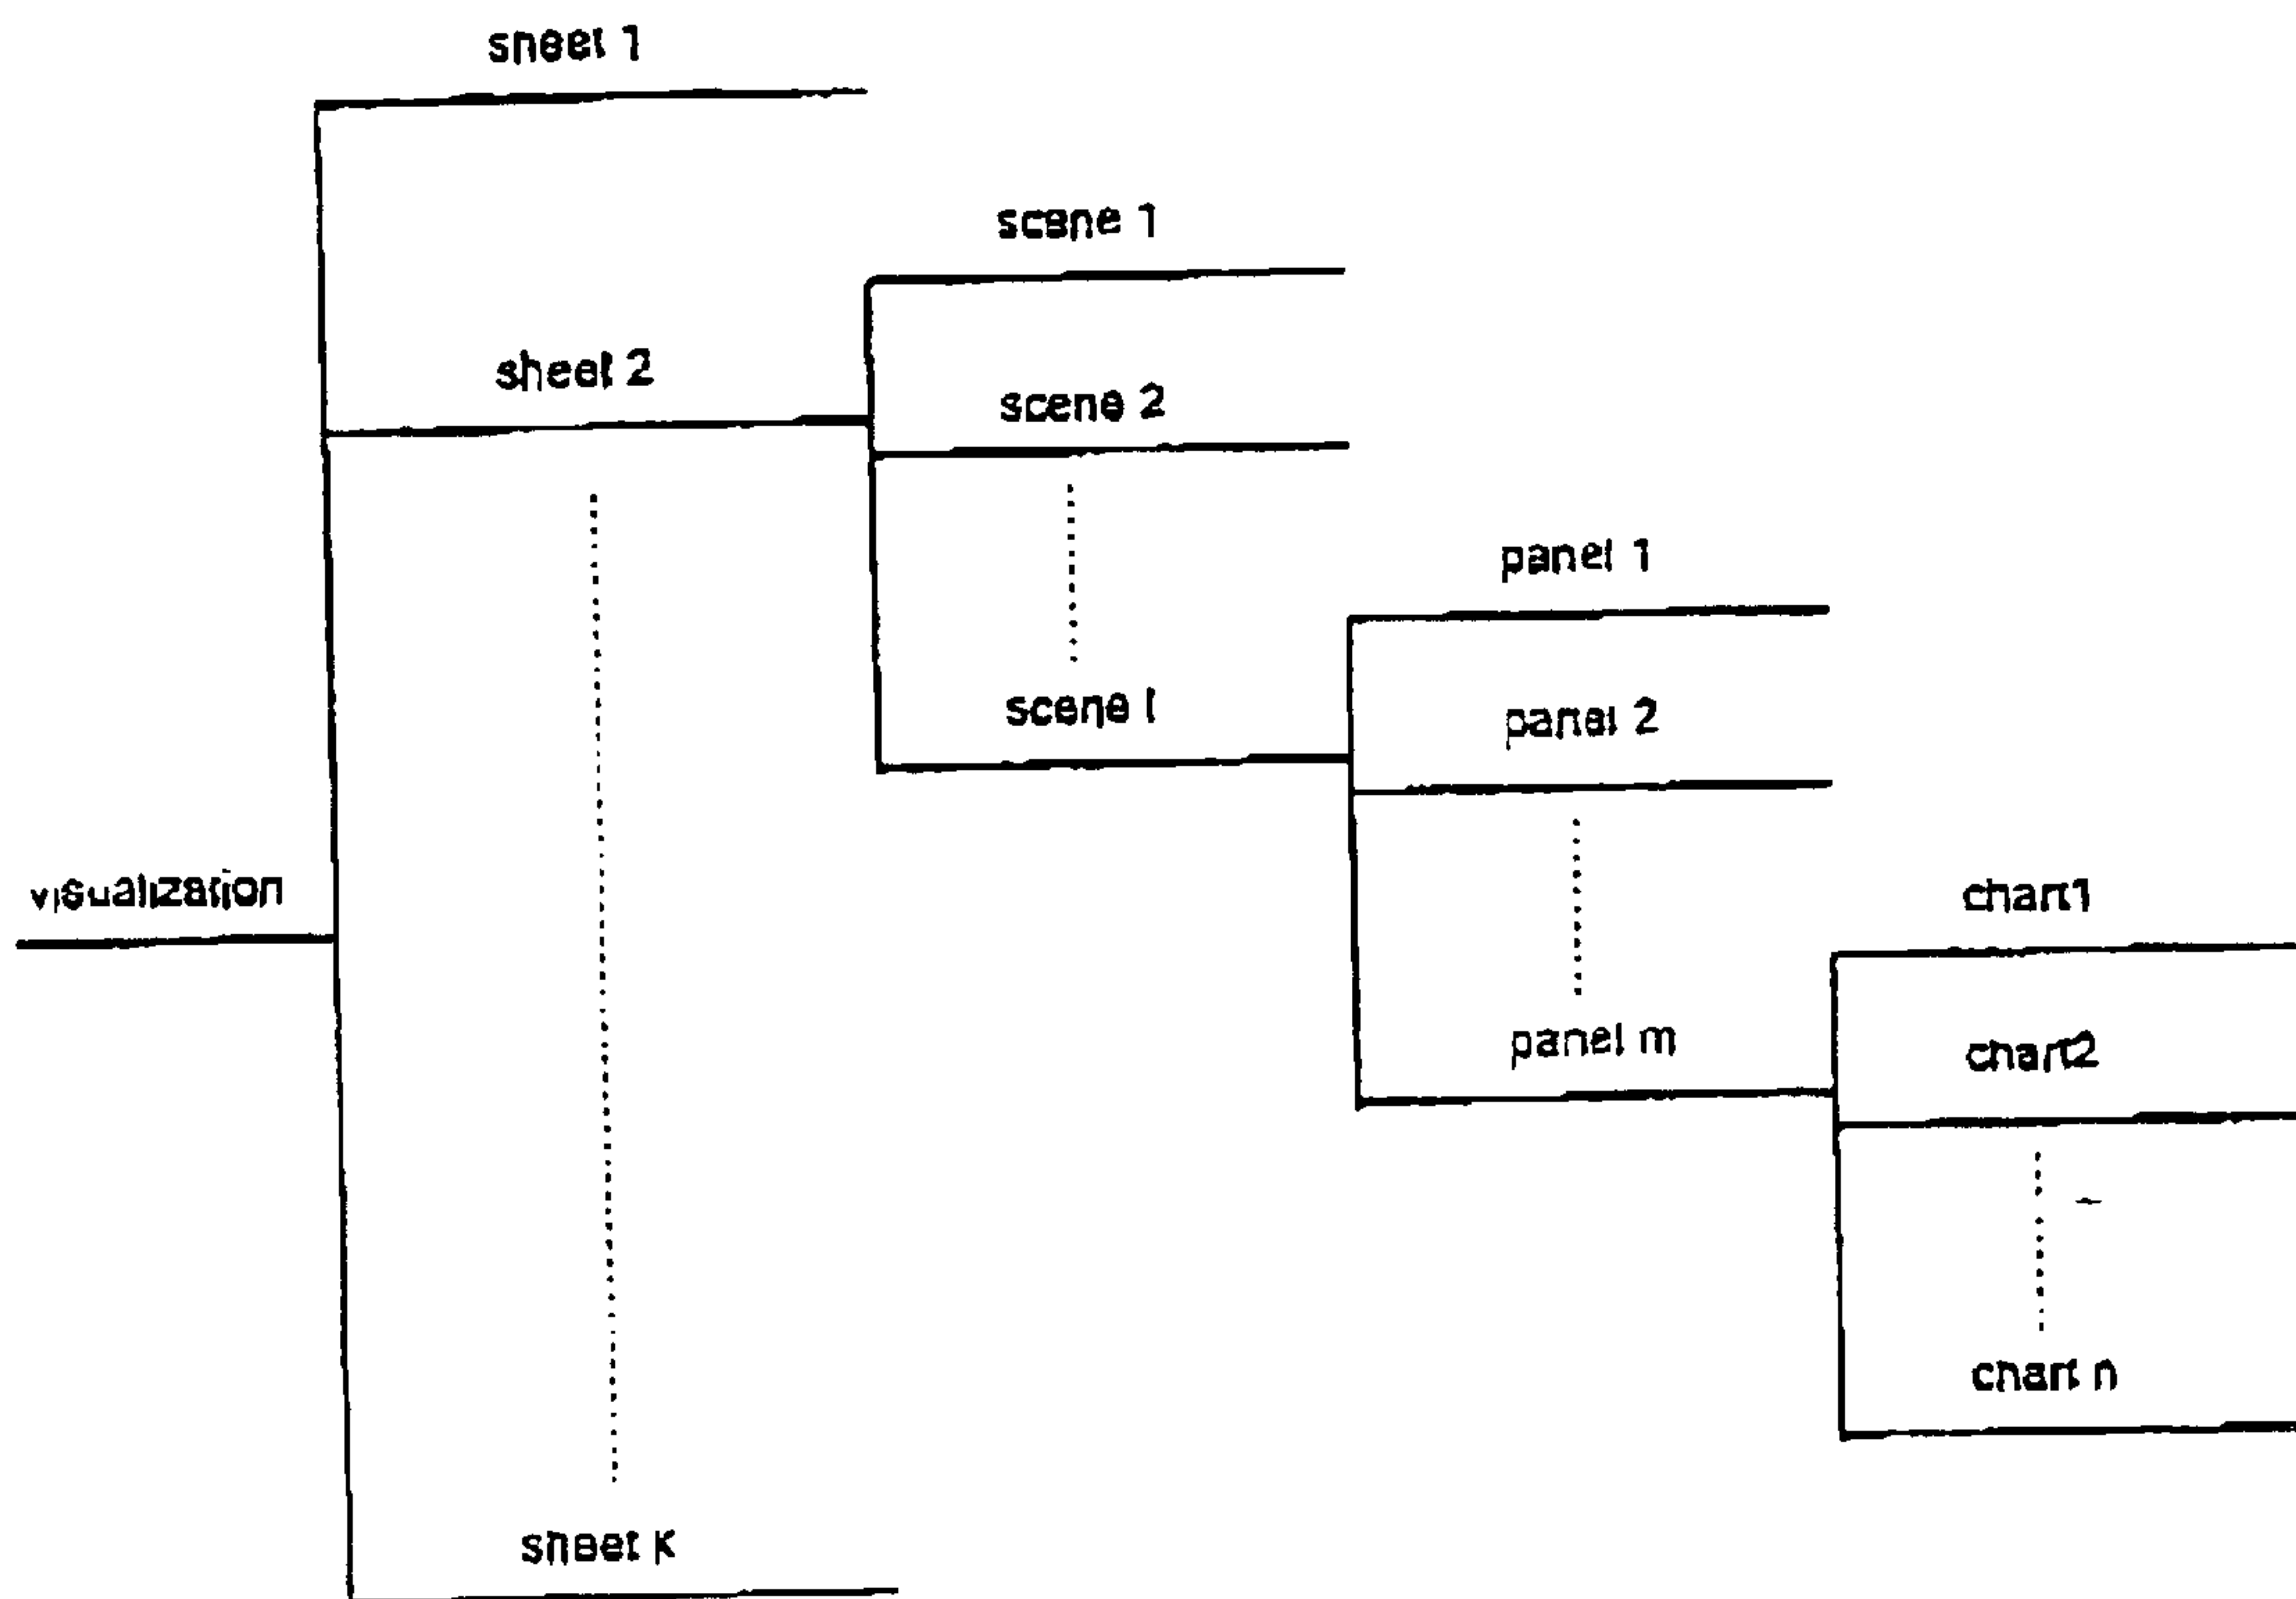 sheet 1
scene 1
sheet 2
scene 2
panel 1
scene l
panel 2
visualization
chart1
panel m
chart2
chart n
sheet k